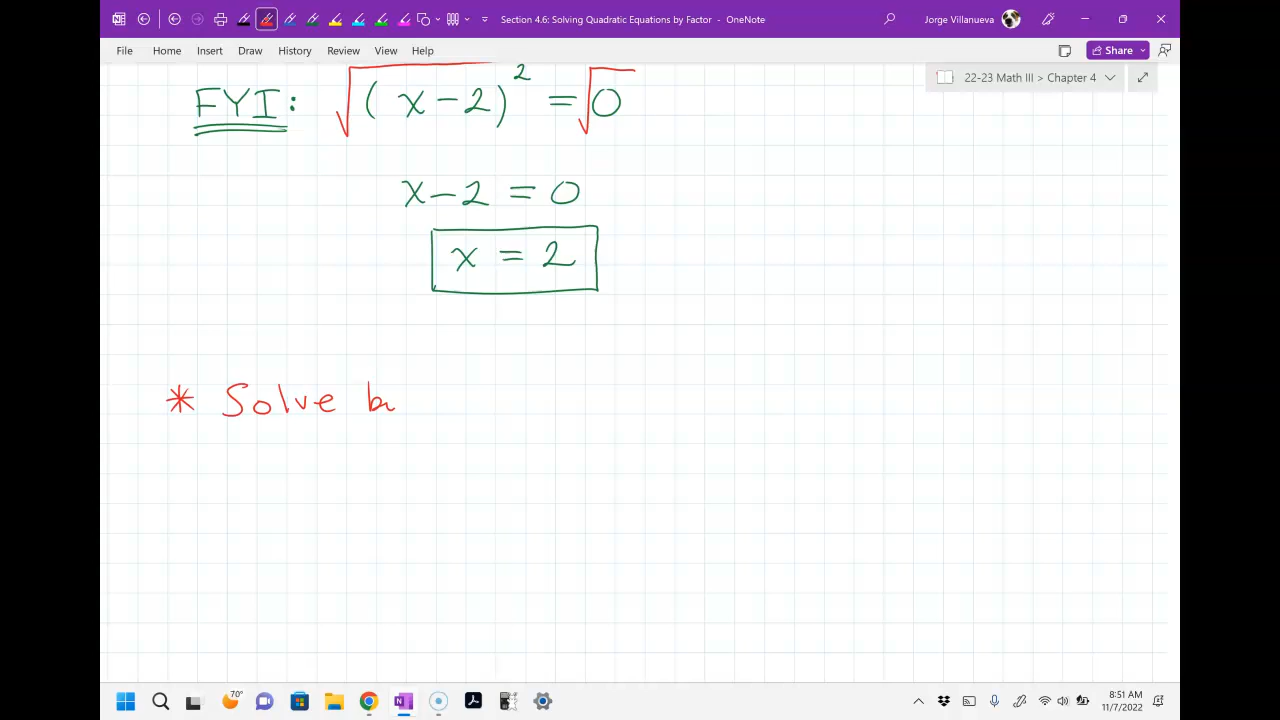 Section 4.6: Solving Quadratic Equations by Factor - OneNote
Jorge Villanueva
File Home Insert Draw History Review View Help
Share
22-23 Math III > Chapter 4
FYI: √(x-2)² = √0
x-2 = 0
x = 2
* Solve b
70°
8:51 AM
11/7/2022